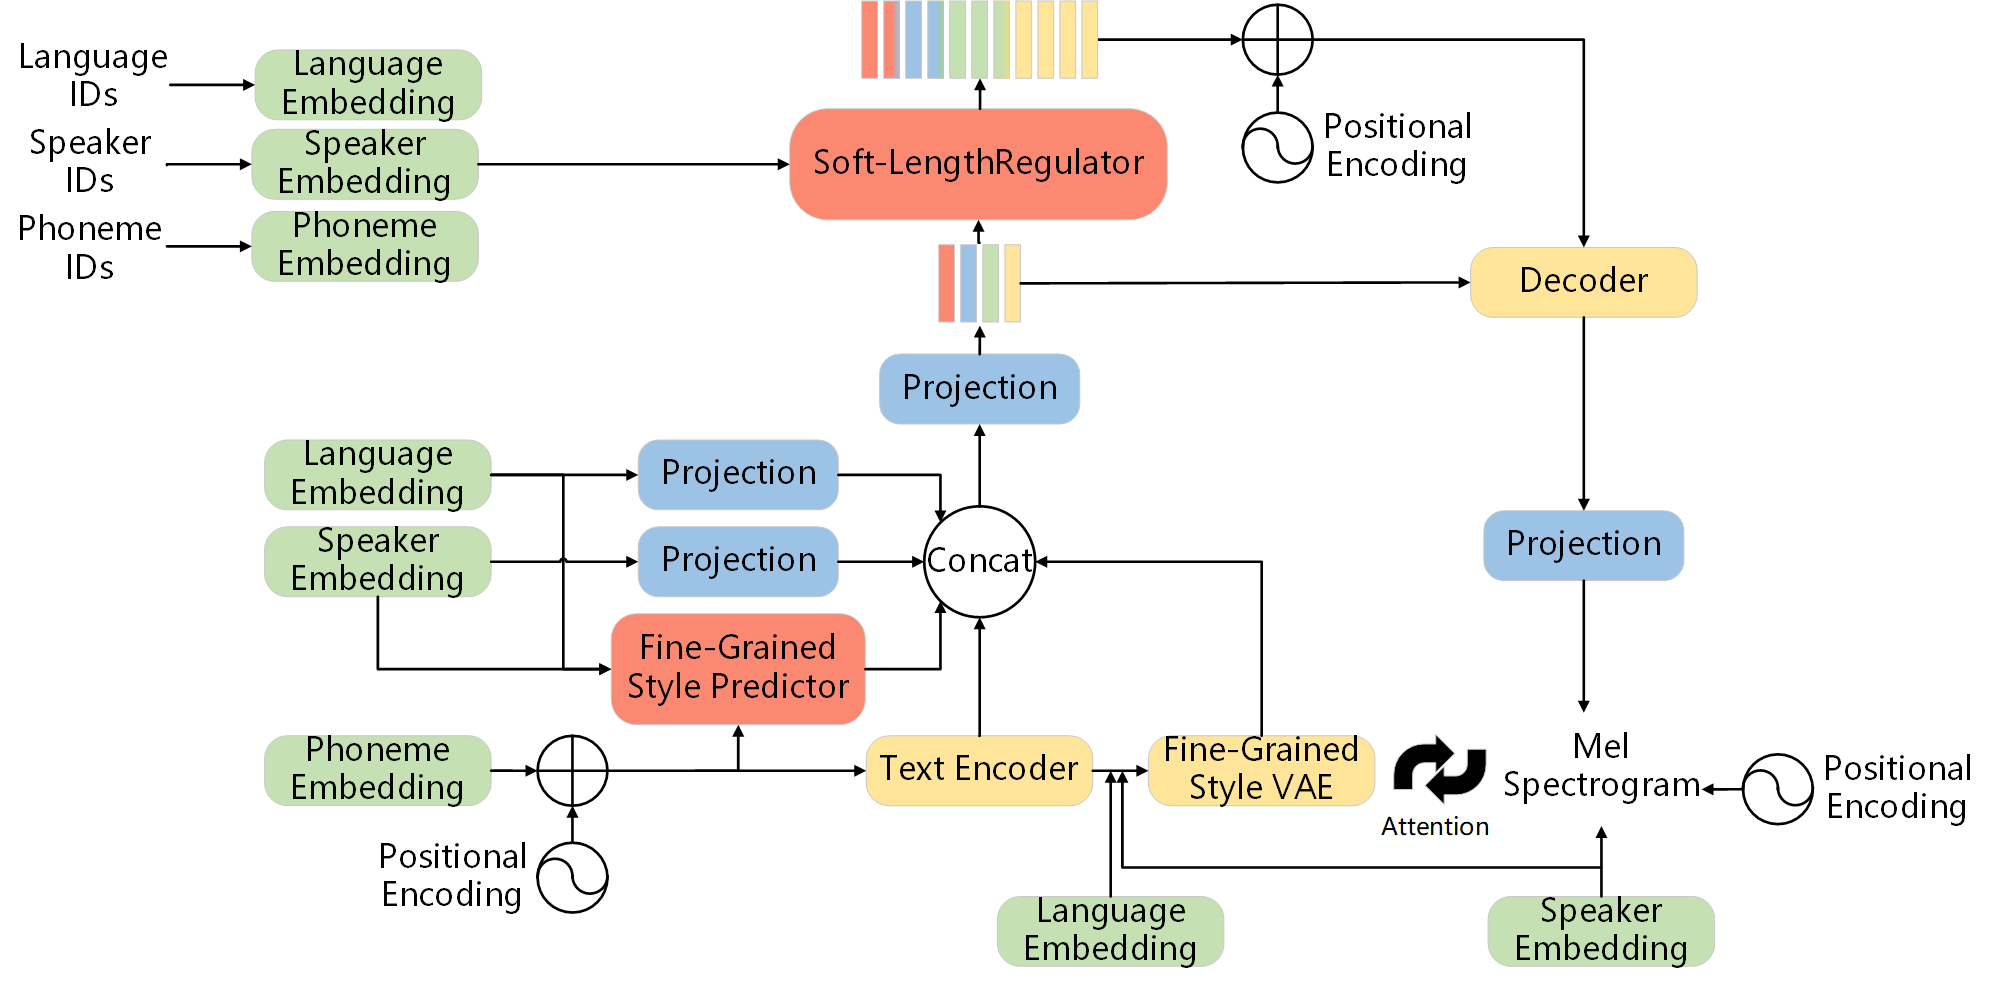 Language
IDs
Language
Embedding
Speaker
IDs
Speaker
Embedding
Phoneme
IDs
Phoneme
Embedding
Soft-LengthRegulator
Positional
Encoding
Decoder
Projection
Language
Embedding
Projection
Speaker
Embedding
Projection
Concat
Projection
Fine-Grained
Style Predictor
Phoneme
Embedding
Text Encoder
Fine-Grained
Style VAE
Attention
Mel
Spectrogram
Positional
Encoding
Positional
Encoding
Language
Embedding
Speaker
Embedding